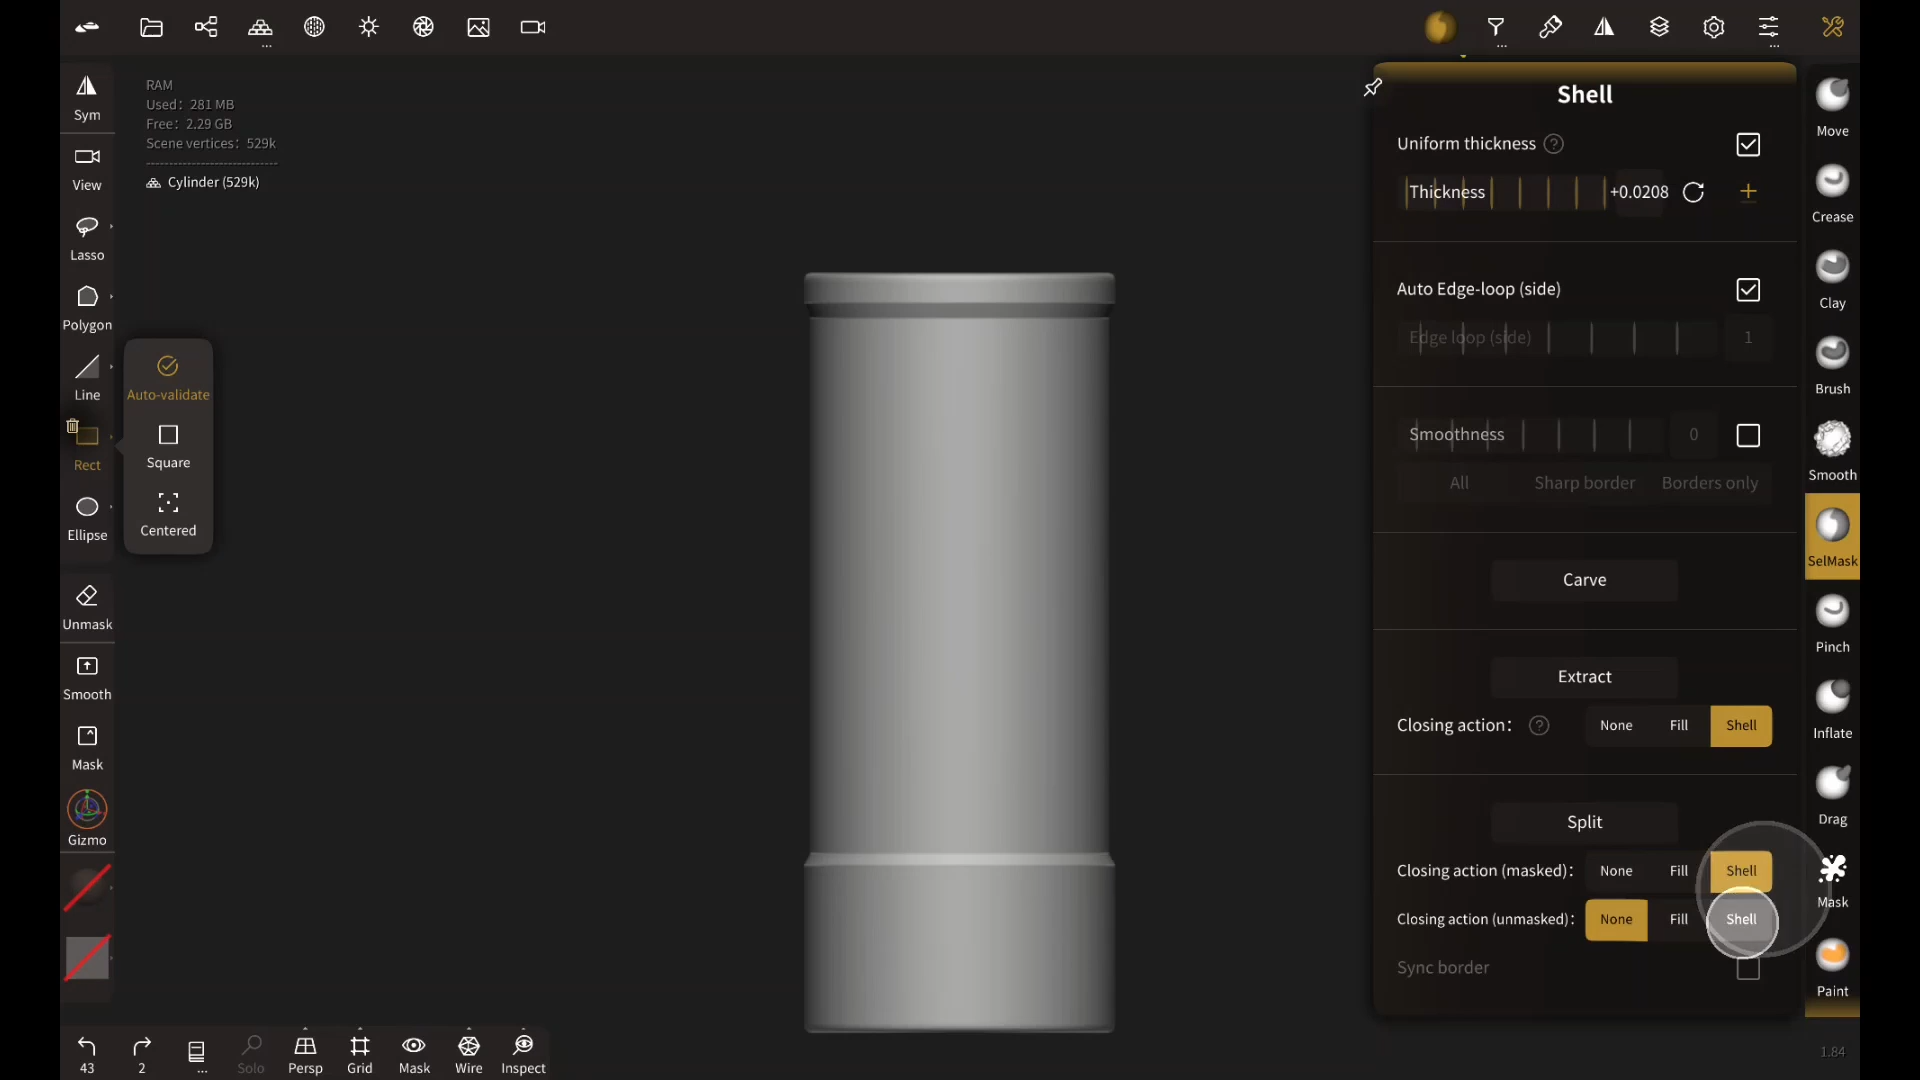 RAM
Used: 281 MB
Free: 2.29 GB
Scene vertices: 529k
----------------------------
Cylinder (529k)
Sym
View
Lasso
Polygon
Line
Rect
Ellipse
Unmask
Smooth
Mask
Gizmo
Auto-validate
Square
Centered
Shell
Uniform thickness ?
Thickness +0.0208 +
Auto Edge-loop (side)
Edge loop (side) 1
Smoothness 0
All Sharp border Borders only
Carve
Extract
Closing action: ? None Fill Shell
Split
Closing action (masked): None Fill Shell
Closing action (unmasked): None Fill Shell
Sync border
Move
Crease
Clay
Brush
Smooth
SelMask
Pinch
Inflate
Drag
Mask
Paint
43 2 ... Solo Persp Grid Mask Wire Inspect
1.84